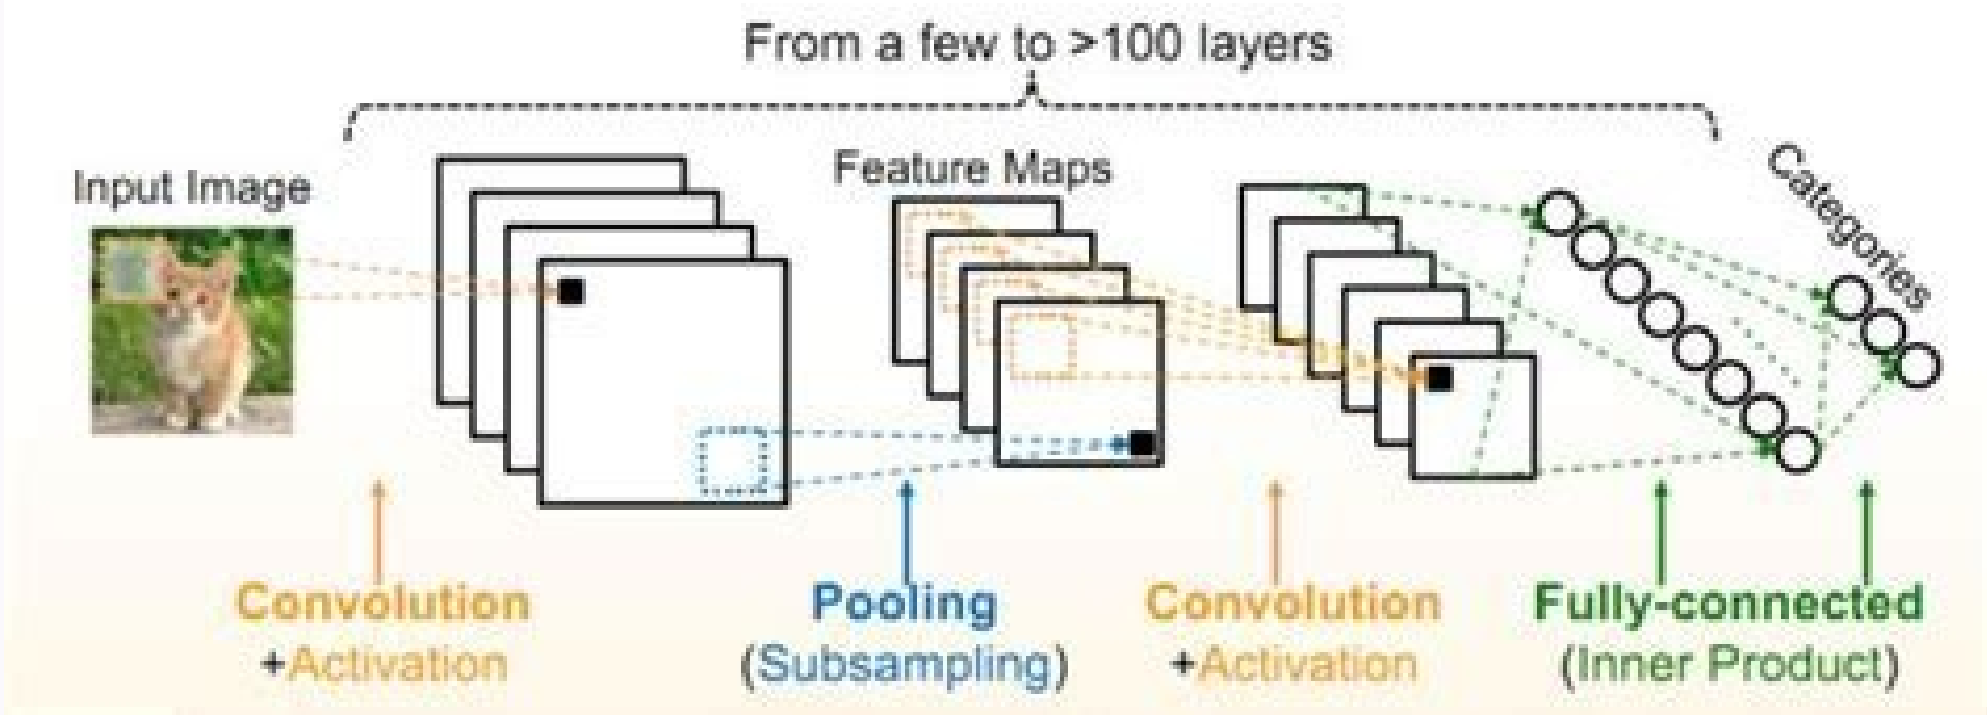 From a few to >100 layers
Input Image
Feature Maps
Categories
Convolution
+Activation
Pooling
(Subsampling)
Convolution
+Activation
Fully-connected
(Inner Product)